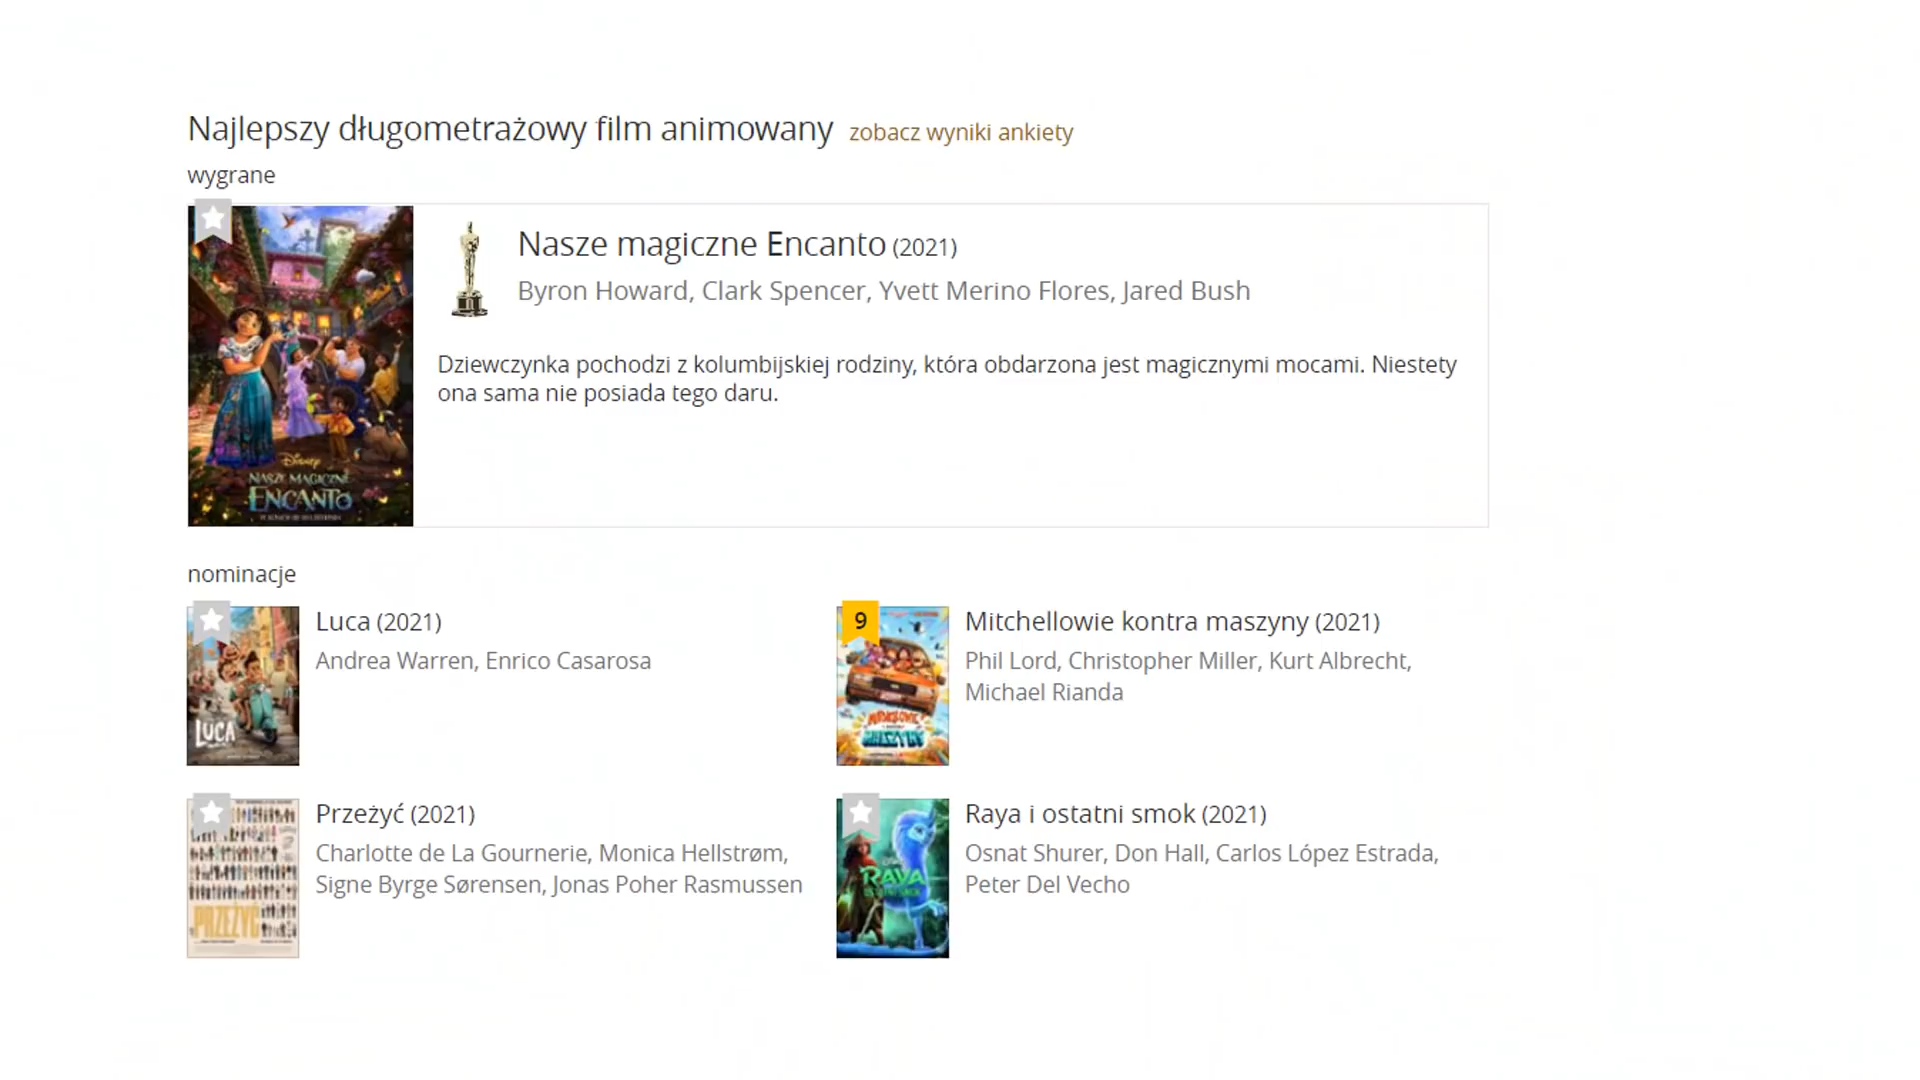 Najlepszy długometrażowy film animowany zobacz wyniki ankiety
wygrane
Nasze magiczne Encanto (2021)
Byron Howard, Clark Spencer, Yvett Merino Flores, Jared Bush
Dziewczynka pochodzi z kolumbijskiej rodziny, która obdarzona jest magicznymi mocami. Niestety
ona sama nie posiada tego daru.
Disney
NASZE MAGICZNE
ENCANTO
nominacje
Luca (2021)
Andrea Warren, Enrico Casarosa
LUCA
9
Mitchellowie kontra maszyny (2021)
Phil Lord, Christopher Miller, Kurt Albrecht,
Michael Rianda
MASZYNY
Przeżyć (2021)
Charlotte de La Gournerie, Monica Hellstrøm,
Signe Byrge Sørensen, Jonas Poher Rasmussen
PRZEŻYĆ
Raya i ostatni smok (2021)
Osnat Shurer, Don Hall, Carlos López Estrada,
Peter Del Vecho
RAYA